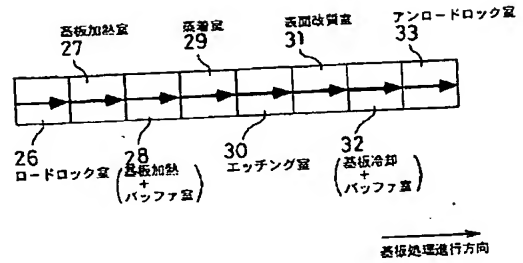 基板加熱室
27
蒸着室
29
表面改質室
31
アンロードロック室
33
26
ロードロック室
28
(基板加熱
+
バッファ室)
30
エッチング室
32
(基板冷却
+
バッファ室)
基板処理進行方向